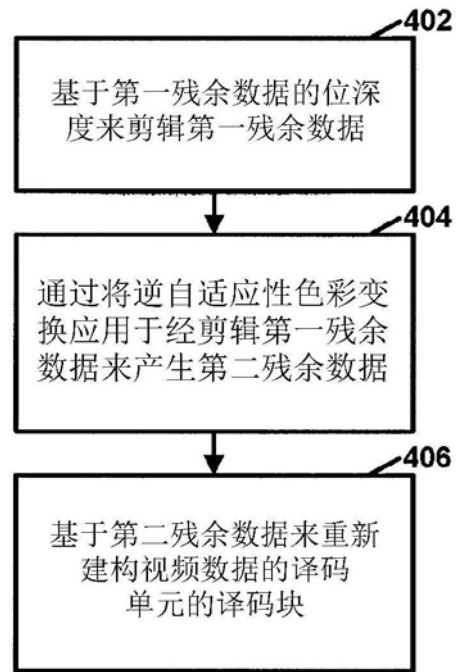 402
基于第一残余数据的位深
度来剪辑第一残余数据
404
通过将逆自适应性色彩变
换应用于经剪辑第一残余
数据来产生第二残余数据
406
基于第二残余数据来重新
建构视频数据的译码
单元的译码块